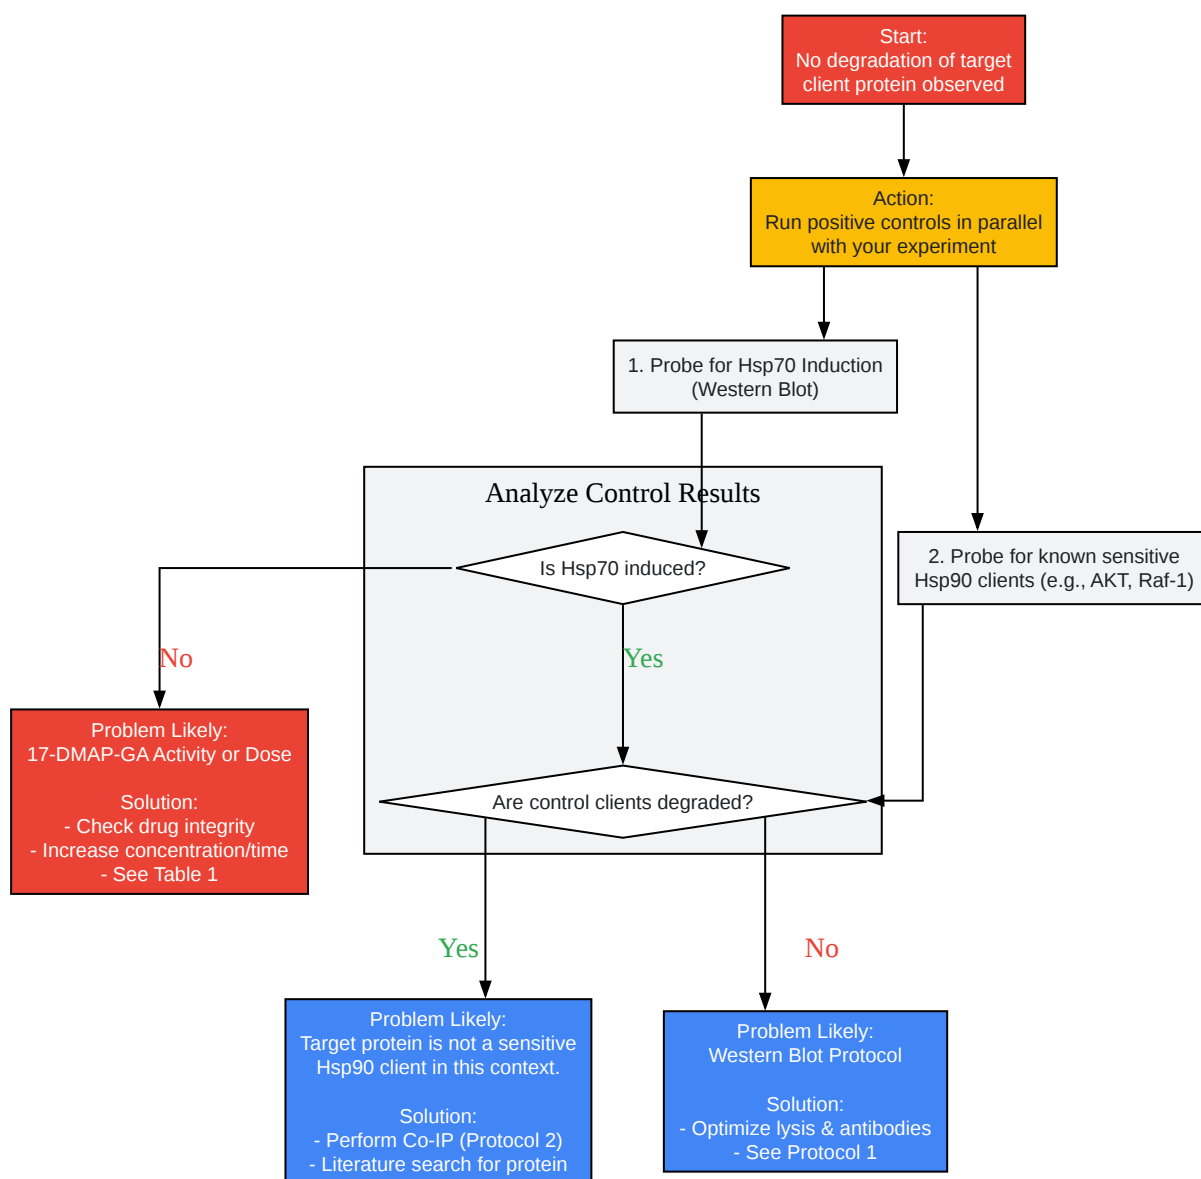 Start:
No degradation of target
client protein observed
Action:
Run positive controls in parallel
with your experiment
1. Probe for Hsp70 Induction
(Western Blot)
Analyze Control Results
Is Hsp70 induced?
2. Probe for known sensitive
Hsp90 clients (e.g., AKT, Raf-1)
No
Yes
Problem Likely:
17-DMAP-GA Activity or Dose
Solution:
- Check drug integrity
- Increase concentration/time
- See Table 1
Are control clients degraded?
Yes
No
Problem Likely:
Target protein is not a sensitive
Hsp90 client in this context.
Solution:
- Perform Co-IP (Protocol 2)
- Literature search for protein
Problem Likely:
Western Blot Protocol
Solution:
- Optimize lysis & antibodies
- See Protocol 1